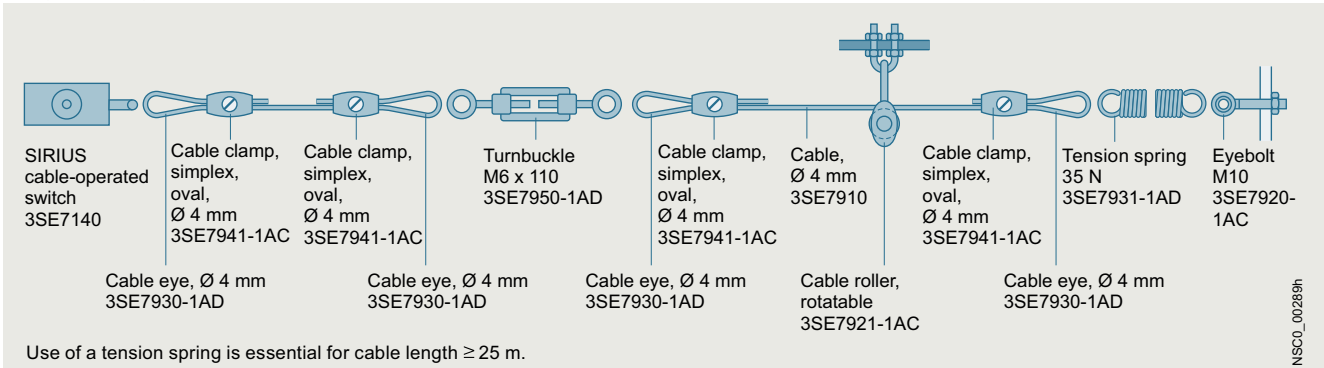 SIRIUS
cable-operated
switch
3SE7140
Cable clamp,
simplex,
oval,
Ø 4 mm
3SE7941-1AC
Cable clamp,
simplex,
oval,
Ø 4 mm
3SE7941-1AC
Turnbuckle
M6 x 110
3SE7950-1AD
Cable clamp,
simplex,
oval,
Ø 4 mm
3SE7941-1AC
Cable,
Ø 4 mm
3SE7910
Cable clamp,
simplex,
oval,
Ø 4 mm
3SE7941-1AC
Tension spring
35 N
3SE7931-1AD
Eyebolt
M10
3SE7920-
1AC
Cable eye, Ø 4 mm
3SE7930-1AD
Cable eye, Ø 4 mm
3SE7930-1AD
Cable eye, Ø 4 mm
3SE7930-1AD
Cable roller,
rotatable
3SE7921-1AC
Cable eye, Ø 4 mm
3SE7930-1AD
Use of a tension spring is essential for cable length ≥ 25 m.
NSC0_00289h